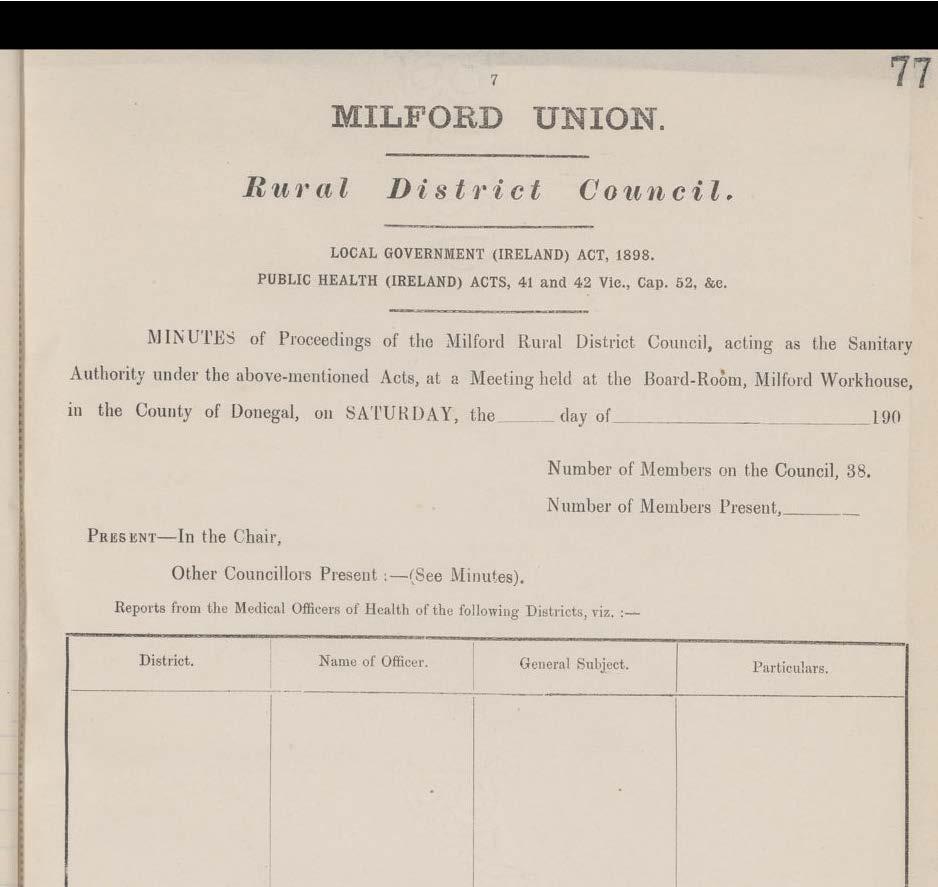 77
7
MILFORD UNION.
Rural District Council.
LOCAL GOVERNMENT (IRELAND) ACT, 1898.
PUBLIC HEALTH (IRELAND) ACTS, 41 and 42 Vic., Cap. 52, &c.
MINUTES of Proceedings of the Milford Rural District Council, acting as the Sanitary
Authority under the above-mentioned Acts, at a Meeting held at the Board-Room, Milford Workhouse,
in the County of Donegal, on SATURDAY, the______ day of____________________________190
Number of Members on the Council, 38.
Number of Members Present,________
PRESENT—In the Chair,
Other Councillors Present :—(See Minutes).
Reports from the Medical Officers of Health of the following Districts, viz. :—
District. Name of Officer. General Subject. Particulars.